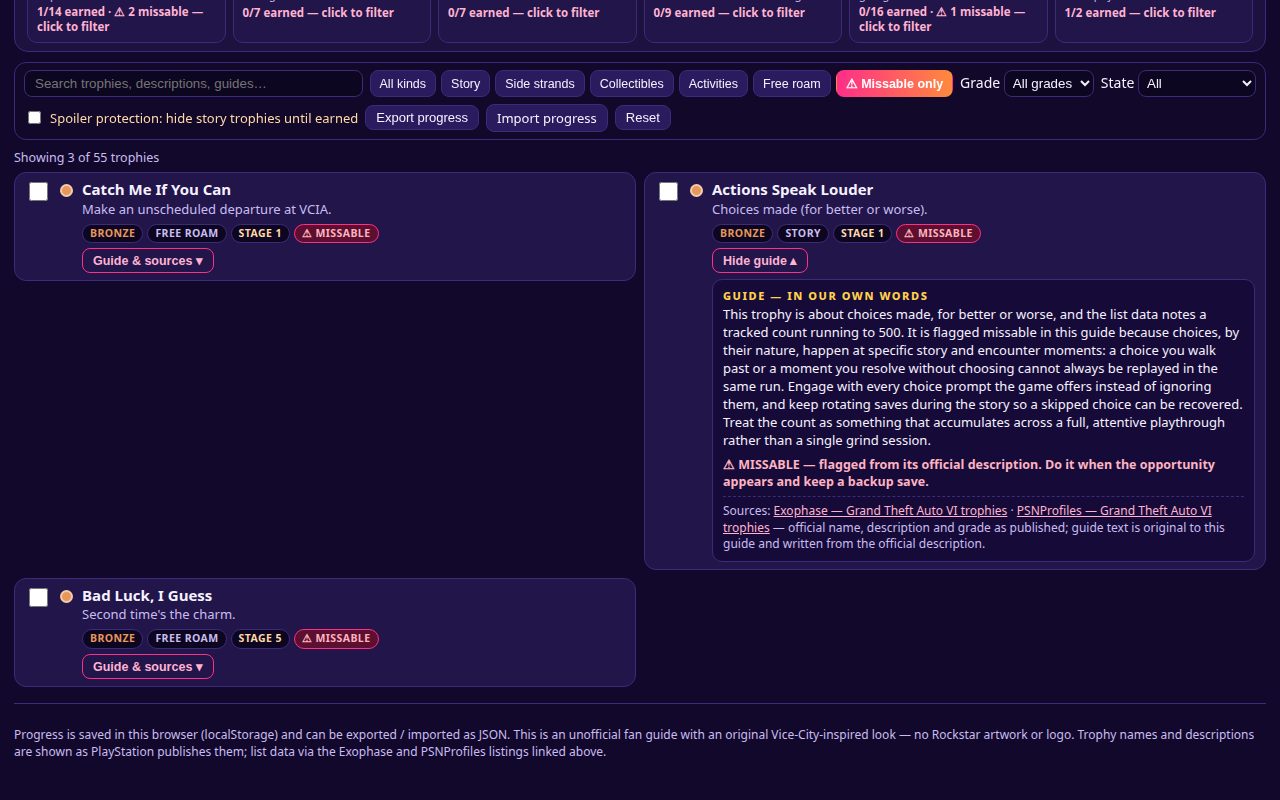 1/14 earned · ⚠ 2 missable —
click to filter
0/7 earned — click to filter
0/7 earned — click to filter
0/9 earned — click to filter
0/16 earned · ⚠ 1 missable —
click to filter
1/2 earned — click to filter
Search trophies, descriptions, guides…
All kinds
Story
Side strands
Collectibles
Activities
Free roam
⚠ Missable only
Grade
All grades
State
All
Spoiler protection: hide story trophies until earned
Export progress
Import progress
Reset
Showing 3 of 55 trophies
Catch Me If You Can
Make an unscheduled departure at VCIA.
BRONZE
FREE ROAM
STAGE 1
⚠ MISSABLE
Guide & sources ▾
Actions Speak Louder
Choices made (for better or worse).
BRONZE
STORY
STAGE 1
⚠ MISSABLE
Hide guide ▴
GUIDE — IN OUR OWN WORDS
This trophy is about choices made, for better or worse, and the list data notes a
tracked count running to 500. It is flagged missable in this guide because choices, by
their nature, happen at specific story and encounter moments: a choice you walk
past or a moment you resolve without choosing cannot always be replayed in the
same run. Engage with every choice prompt the game offers instead of ignoring
them, and keep rotating saves during the story so a skipped choice can be recovered.
Treat the count as something that accumulates across a full, attentive playthrough
rather than a single grind session.
⚠ MISSABLE — flagged from its official description. Do it when the opportunity
appears and keep a backup save.
Sources: Exophase — Grand Theft Auto VI trophies · PSNProfiles — Grand Theft Auto VI
trophies — official name, description and grade as published; guide text is original to this
guide and written from the official description.
Bad Luck, I Guess
Second time's the charm.
BRONZE
FREE ROAM
STAGE 5
⚠ MISSABLE
Guide & sources ▾
Progress is saved in this browser (localStorage) and can be exported / imported as JSON. This is an unofficial fan guide with an original Vice-City-inspired look — no Rockstar artwork or logo. Trophy names and descriptions
are shown as PlayStation publishes them; list data via the Exophase and PSNProfiles listings linked above.